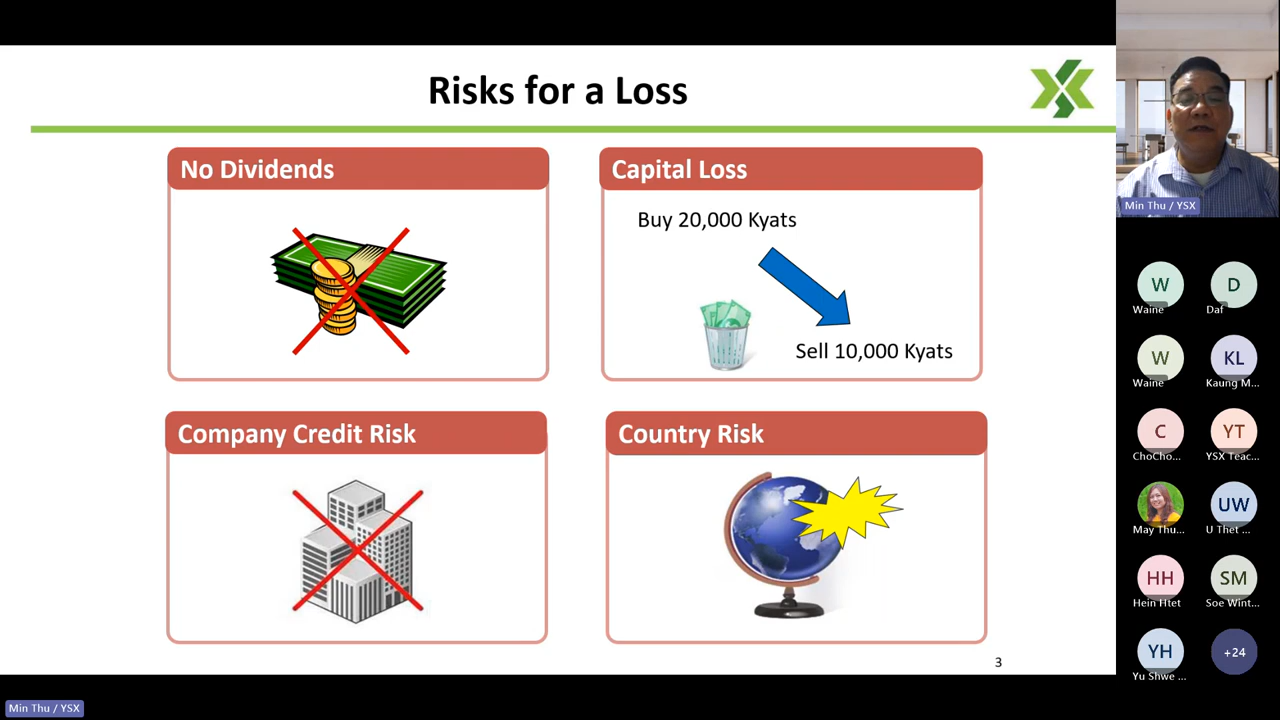 Risks for a Loss
No Dividends
Capital Loss
Buy 20,000 Kyats
Sell 10,000 Kyats
Company Credit Risk
Country Risk
3
Min Thu / YSX
Min Thu / YSX
W
D
Waine
Daf
W
KL
Waine
Kaung M...
C
YT
ChoCho...
YSX Teac...
UW
May Thu...
U Thet ...
HH
SM
Hein Htet
Soe Wint...
YH
+24
Yu Shwe ...